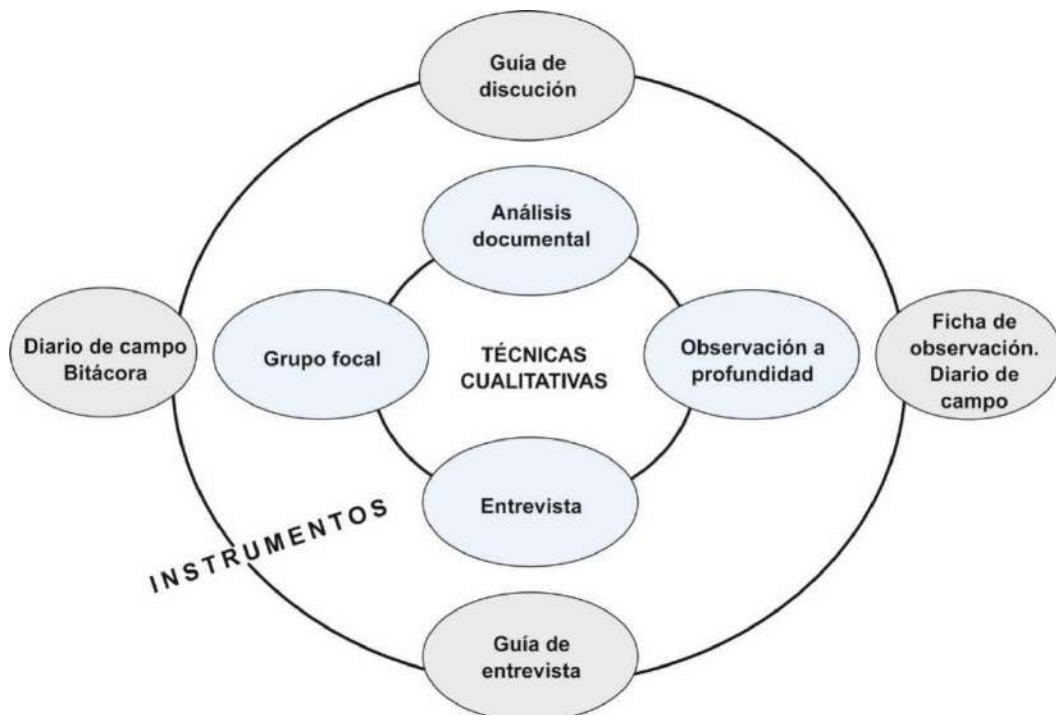 Guía de
discución
Análisis
documental
Diario de campo
Bitácora
Grupo focal
TÉCNICAS
CUALITATIVAS
Observación a
profundidad
Ficha de
observación.
Diario de
campo
Entrevista
INSTRUMENTOS
Guía de
entrevista